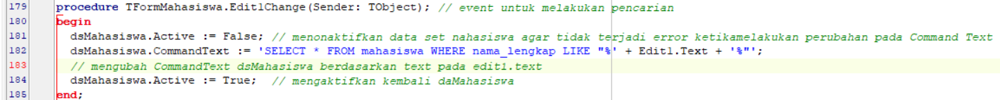 179 procedure TFormMahasiswa.Edit1Change(Sender: TObject); // event untuk melakukan pencarian
180 begin
181 dsMahasiswa.Active := False; // menonaktifkan data set nahasiswa agar tidak terjadi error ketikamelakukan perubahan pada Command Text
182 dsMahasiswa.CommandText := 'SELECT * FROM mahasiswa WHERE nama_lengkap LIKE "%' + Edit1.Text + '%"';
183 // mengubah CommandText dsMahasiswa berdasarkan text pada edit1.text
184 dsMahasiswa.Active := True; // mengaktifkan kembali daMahasiswa
185 end;